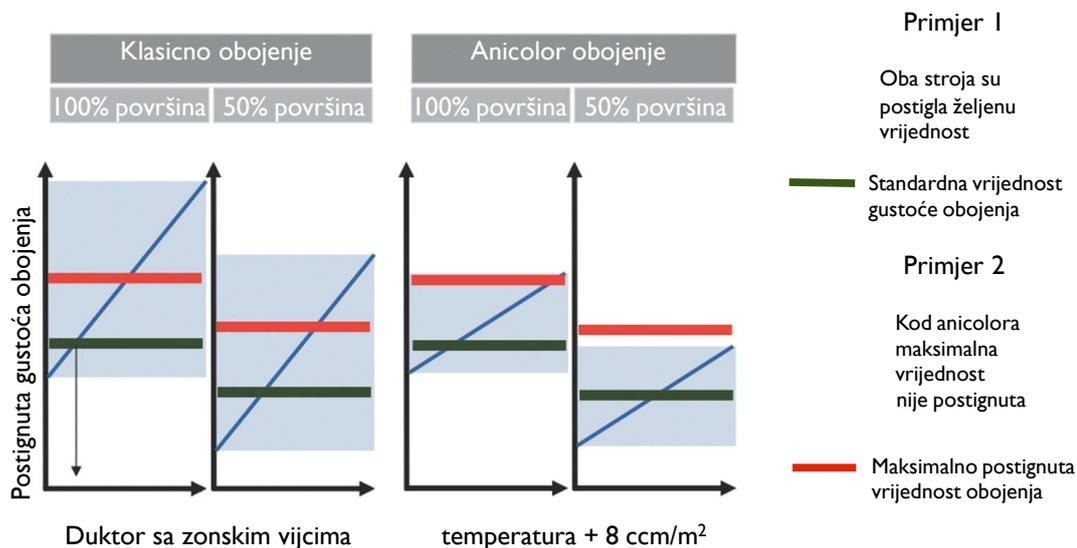 Klasicno obojenje
100% površina
50% površina
Anicolor obojenje
100% površina
50% površina
Postignuta gustoća obojenja
Duktor sa zonskim vijcima
temperatura + 8 ccm/m²
Primjer 1
Oba stroja su
postigla željenu
vrijednost
Standardna vrijednost
gustoće obojenja
Primjer 2
Kod anicolora
maksimalna
vrijednost
nije postignuta
Maksimalno postignuta
vrijednost obojenja